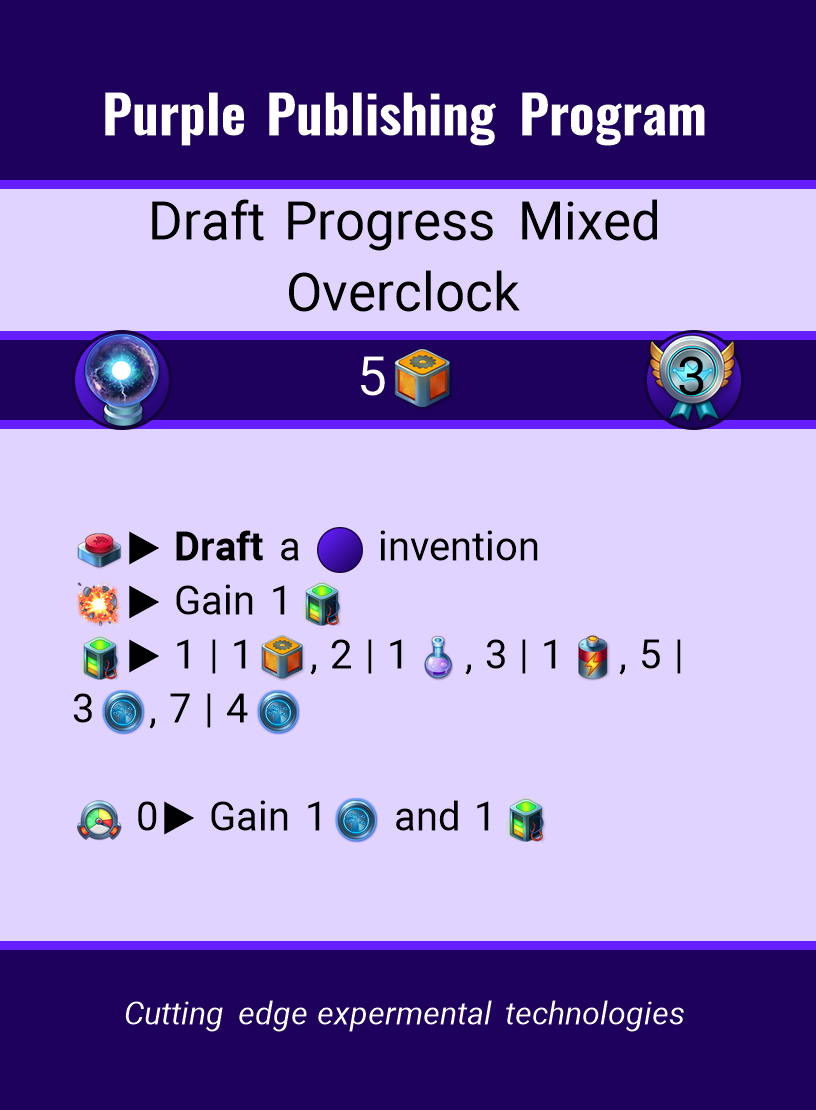 Purple Publishing Program
Draft Progress Mixed
Overclock
5
3
▶ Draft a invention
▶ Gain 1
▶ 1 | 1 , 2 | 1 , 3 | 1 , 5 |
3 , 7 | 4
0▶ Gain 1 and 1
Cutting edge expermental technologies